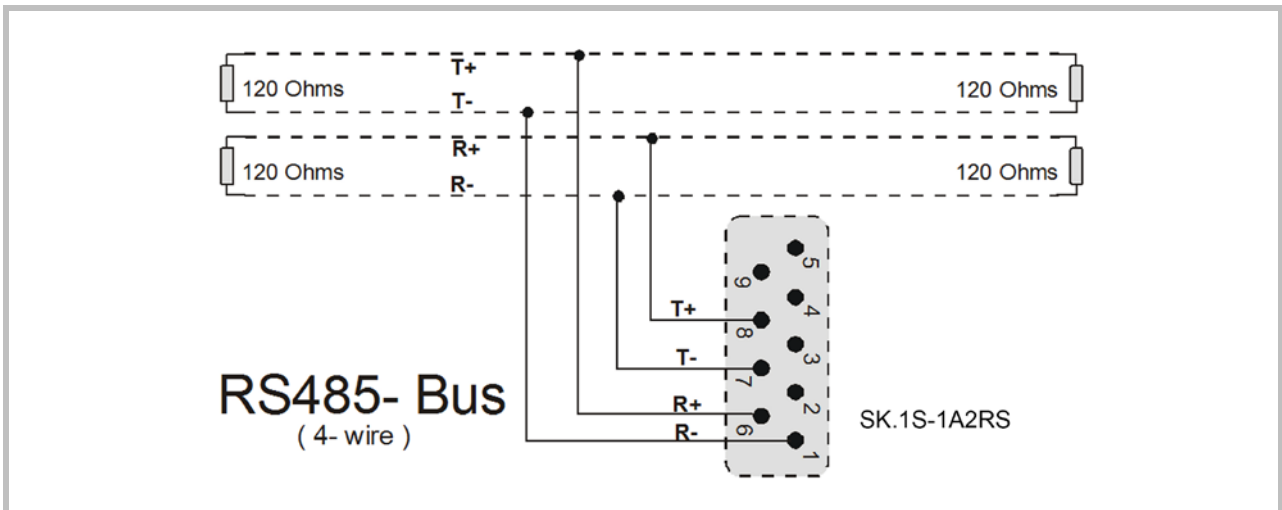 T+
120 Ohms
120 Ohms
T-
R+
120 Ohms
120 Ohms
R-
5
9
4
T+
8
3
T-
7
2
R+
6
R-
1
SK.1S-1A2RS
RS485- Bus
( 4- wire )